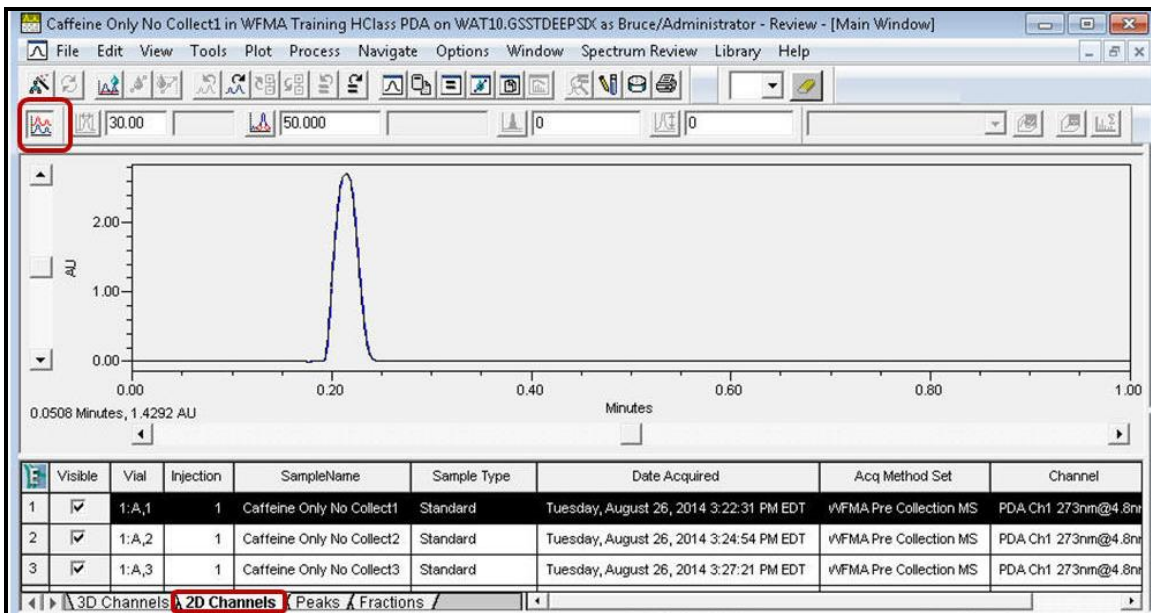 Caffeine Only No Collect1 in WFMA Training HClass PDA on WAT10.GSSTDEEPSIX as Bruce/Administrator - Review - [Main Window]
File Edit View Tools Plot Process Navigate Options Window Spectrum Review Library Help
30.00 50.000 0 0
2.00
AU
1.00
0.00
0.00 0.20 0.40 0.60 0.80 1.00
Minutes
0.0508 Minutes, 1.4292 AU
Visible Vial Injection SampleName Sample Type Date Acquired Acq Method Set Channel
1 1:A,1 1 Caffeine Only No Collect1 Standard Tuesday, August 26, 2014 3:22:31 PM EDT WFMA Pre Collection MS PDA Ch1 273nm@4.8nm
2 1:A,2 1 Caffeine Only No Collect2 Standard Tuesday, August 26, 2014 3:24:54 PM EDT WFMA Pre Collection MS PDA Ch1 273nm@4.8nm
3 1:A,3 1 Caffeine Only No Collect3 Standard Tuesday, August 26, 2014 3:27:21 PM EDT WFMA Pre Collection MS PDA Ch1 273nm@4.8nm
3D Channels 2D Channels Peaks Fractions